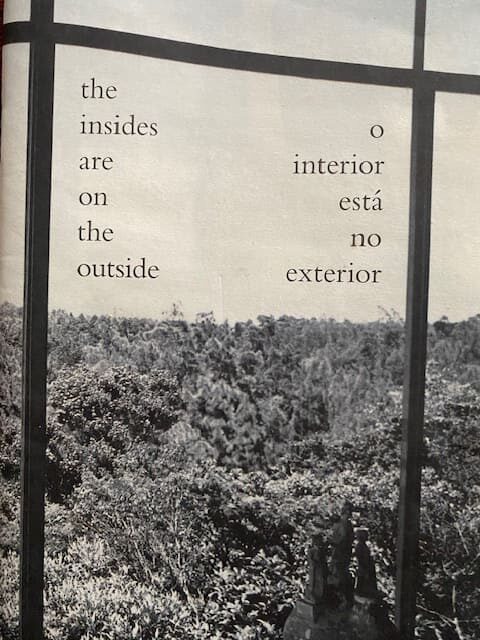 the
insides
are
on
the
outside
o
interior
está
no
exterior